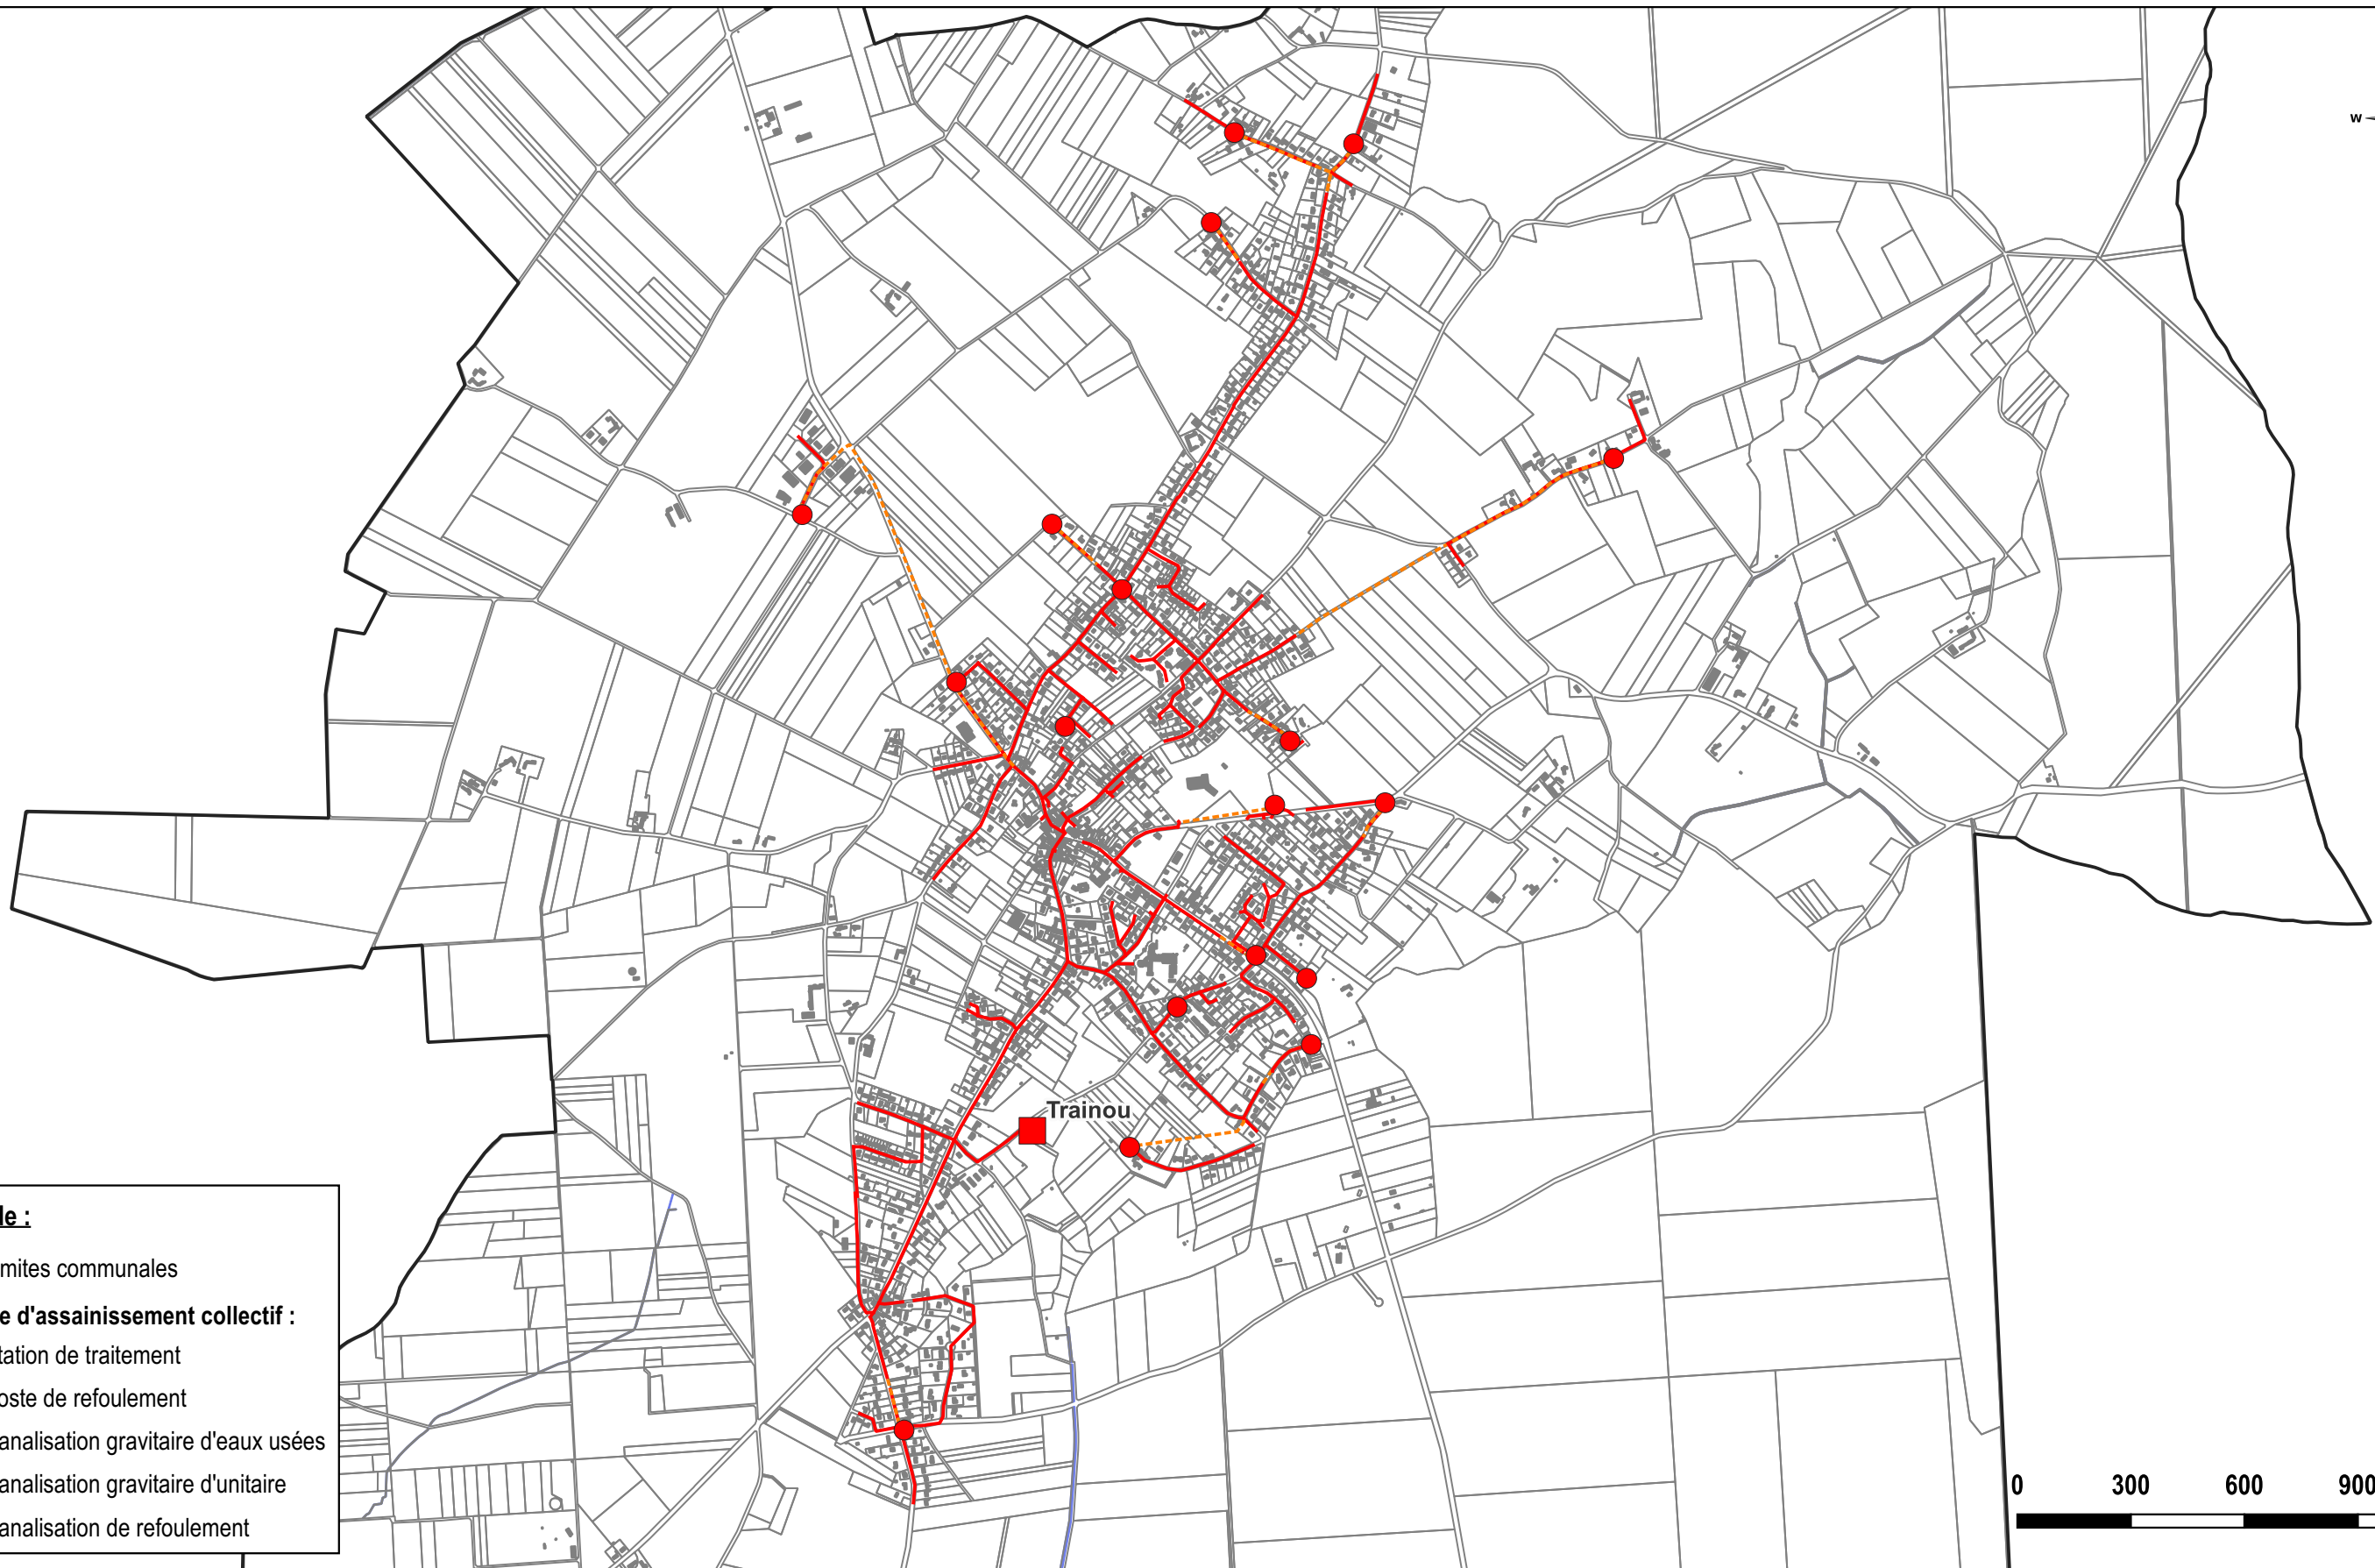 W
Trainou
le :
mites communales
e d'assainissement collectif :
tation de traitement
oste de refoulement
analisation gravitaire d'eaux usées
analisation gravitaire d'unitaire
analisation de refoulement
0 300 600 900